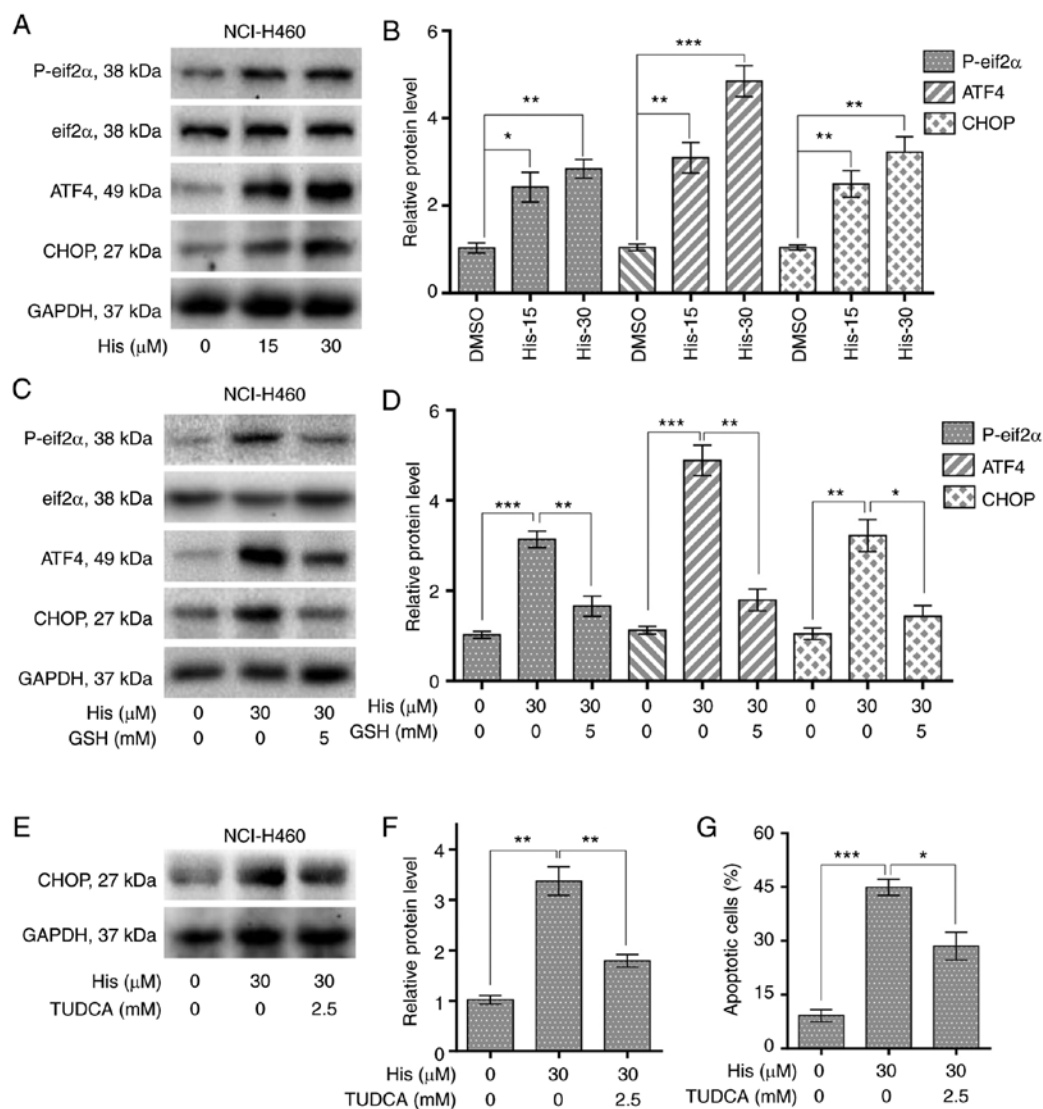 A
NCI-H460
P-eif2α, 38 kDa
eif2α, 38 kDa
ATF4, 49 kDa
CHOP, 27 kDa
GAPDH, 37 kDa
His (μM) 0 15 30
B
Relative protein level
6
4
2
0
* ** ** *** ** **
DMSO His-15 His-30 DMSO His-15 His-30 DMSO His-15 His-30
P-eif2α
ATF4
CHOP
C
NCI-H460
P-eif2α, 38 kDa
eif2α, 38 kDa
ATF4, 49 kDa
CHOP, 27 kDa
GAPDH, 37 kDa
His (μM) 0 30 30
GSH (mM) 0 0 5
D
Relative protein level
6
4
2
0
*** ** *** ** ** *
His (μM) 0 30 30 0 30 30 0 30 30
GSH (mM) 0 0 5 0 0 5 0 0 5
P-eif2α
ATF4
CHOP
E
NCI-H460
CHOP, 27 kDa
GAPDH, 37 kDa
His (μM) 0 30 30
TUDCA (mM) 0 0 2.5
F
Relative protein level
4
3
2
1
0
** **
His (μM) 0 30 30
TUDCA (mM) 0 0 2.5
G
Apoptotic cells (%)
60
45
30
15
0
*** *
His (μM) 0 30 30
TUDCA (mM) 0 0 2.5